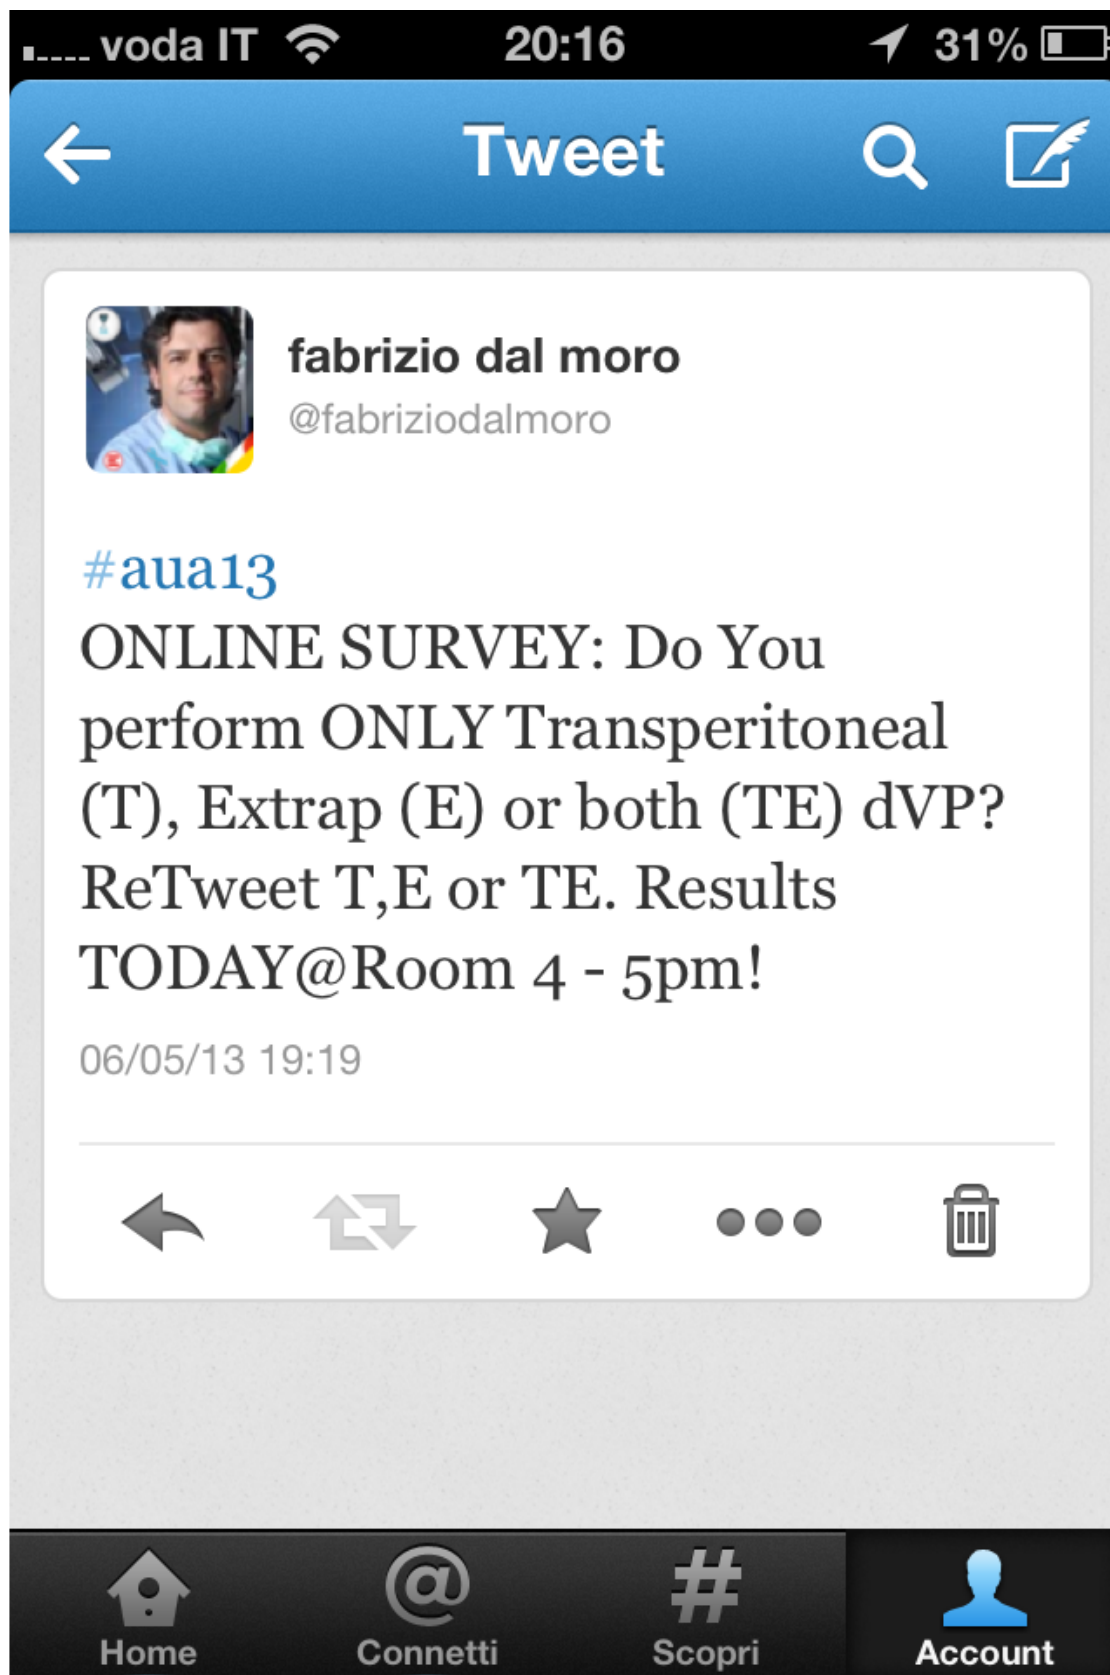 voda IT 20:16 31%
Tweet
fabrizio dal moro
@fabriziodalmoro
#aua13
ONLINE SURVEY: Do You
perform ONLY Transperitoneal
(T), Extrap (E) or both (TE) dVP?
ReTweet T,E or TE. Results
TODAY@Room 4 - 5pm!
06/05/13 19:19
Home Connetti Scopri Account